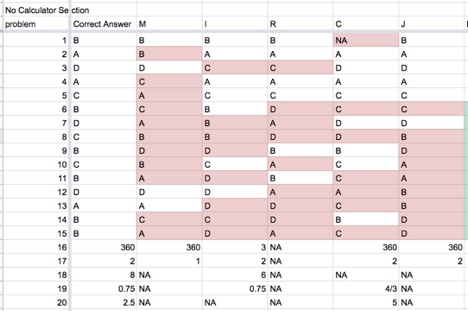 No Calculator Section
problem Correct Answer M I R C J
1 B B B B NA B
2 A B A A A A
3 D D C C D D
4 A C A A A A
5 C A C C C C
6 B C B D C C
7 D A B A D D
8 C B B D D B
9 B D D B B D
10 C B C A C A
11 B A D B C A
12 D D D A A B
13 A A D D C B
14 B C C D B D
15 B A D A C D
16 360 360 3 NA 360 360
17 2 1 2 NA 2 2
18 8 NA 6 NA NA NA
19 0.75 NA 0.75 NA 4/3 NA
20 2.5 NA NA NA 5 NA